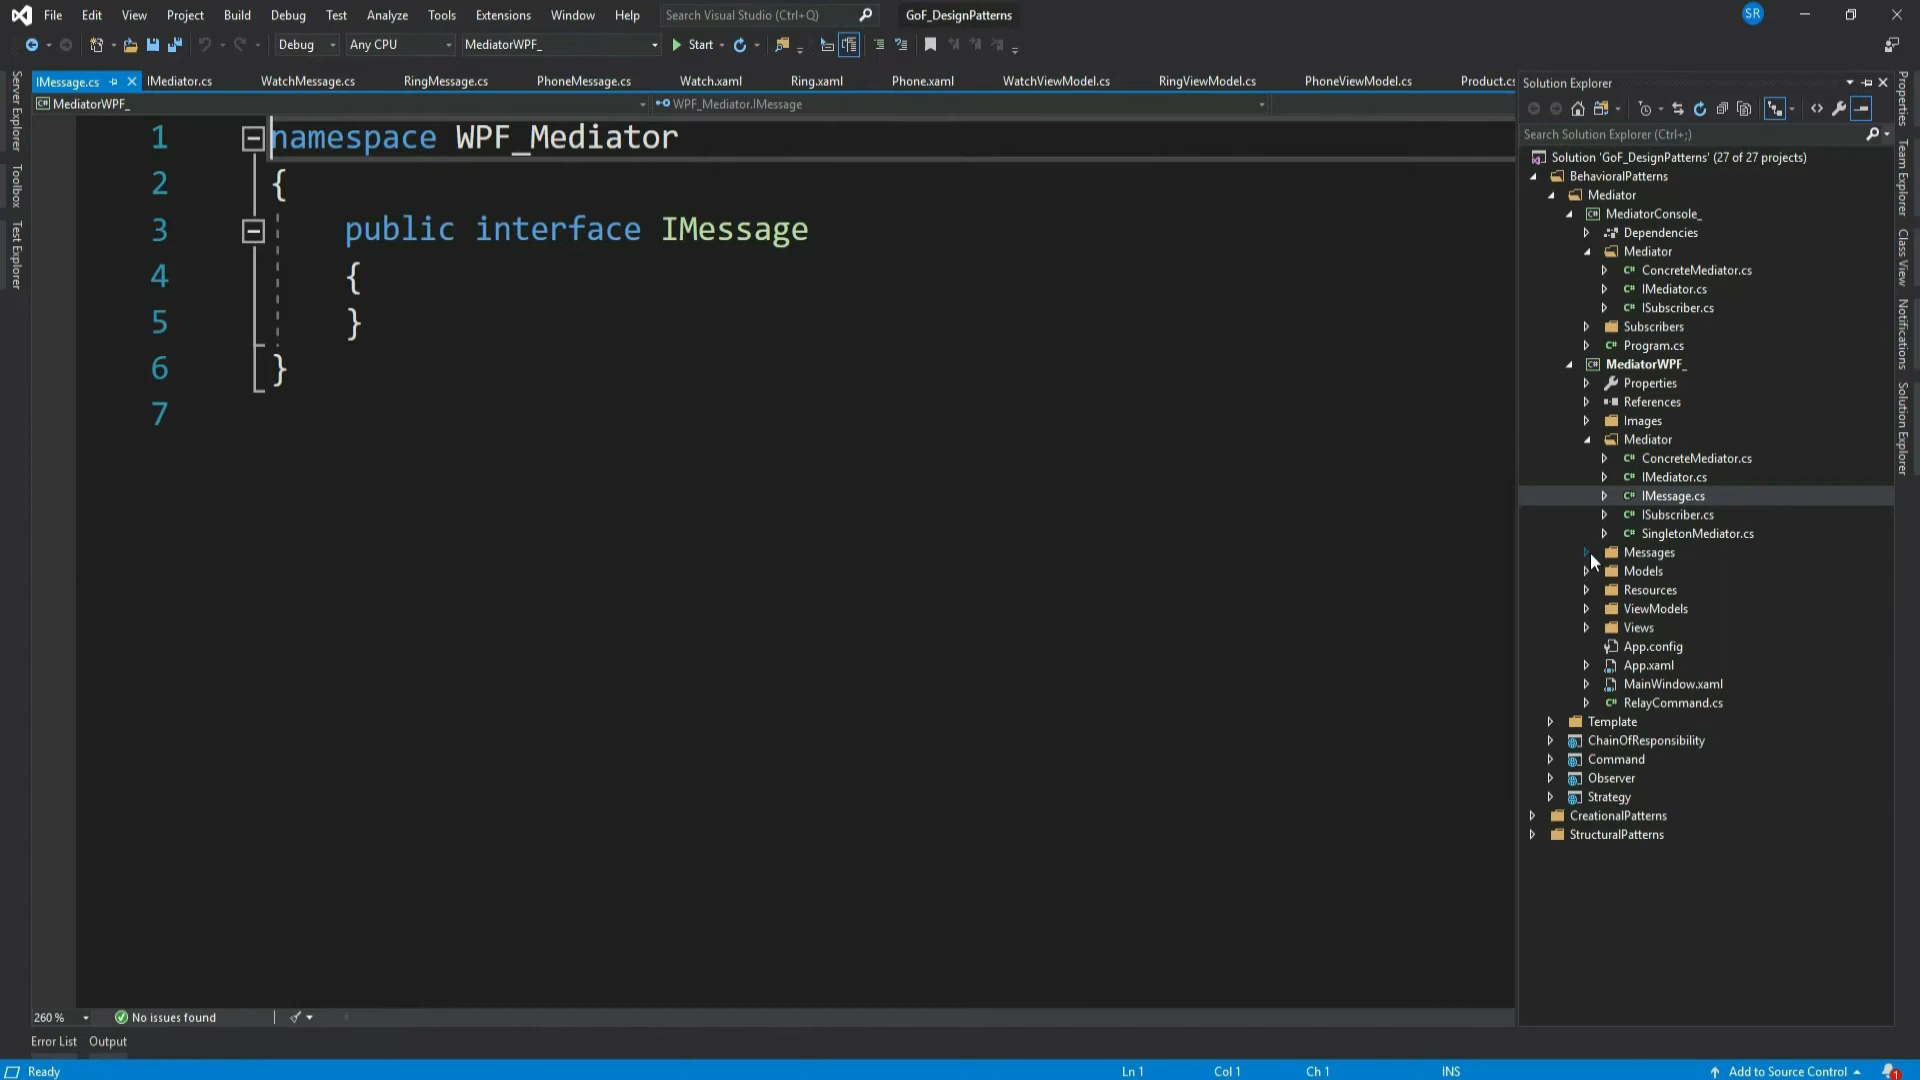 File Edit View Project Build Debug Test Analyze Tools Extensions Window Help Search Visual Studio (Ctrl+Q) GoF_DesignPatterns SR
Debug Any CPU MediatorWPF_ Start
IMessage.cs IMediator.cs WatchMessage.cs RingMessage.cs PhoneMessage.cs Watch.xaml Ring.xaml Phone.xaml WatchViewModel.cs RingViewModel.cs PhoneViewModel.cs Product.cs
MediatorWPF_ WPF_Mediator.IMessage
Server Explorer
Toolbox
Test Explorer
1 namespace WPF_Mediator
2 {
3 public interface IMessage
4 {
5 }
6 }
7
260 % No issues found
Error List Output
Solution Explorer
Search Solution Explorer (Ctrl+;)
Solution 'GoF_DesignPatterns' (27 of 27 projects)
BehavioralPatterns
Mediator
MediatorConsole_
Dependencies
Mediator
ConcreteMediator.cs
IMediator.cs
ISubscriber.cs
Subscribers
Program.cs
MediatorWPF_
Properties
References
Images
Mediator
ConcreteMediator.cs
IMediator.cs
IMessage.cs
ISubscriber.cs
SingletonMediator.cs
Messages
Models
Resources
ViewModels
Views
App.config
App.xaml
MainWindow.xaml
RelayCommand.cs
Template
ChainOfResponsibility
Command
Observer
Strategy
CreationalPatterns
StructuralPatterns
Properties
Team Explorer
Class View
Notifications
Solution Explorer
Ready Ln 1 Col 1 Ch 1 INS Add to Source Control 1